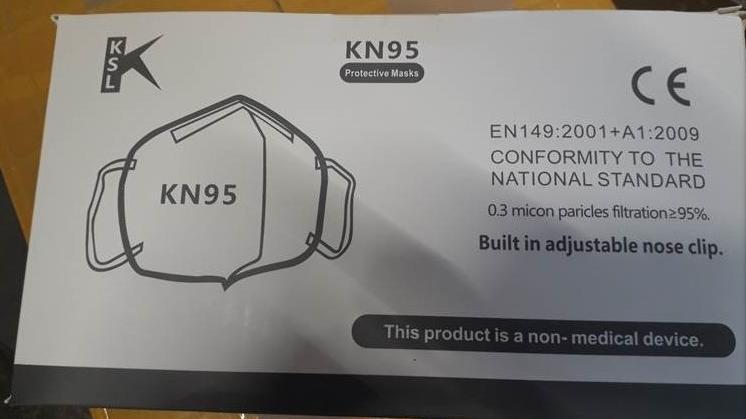 KSL
KN95
Protective Masks
CE
KN95
EN149:2001+A1:2009
CONFORMITY TO THE
NATIONAL STANDARD
0.3 micon paricles filtration≥95%.
Built in adjustable nose clip.
This product is a non- medical device.